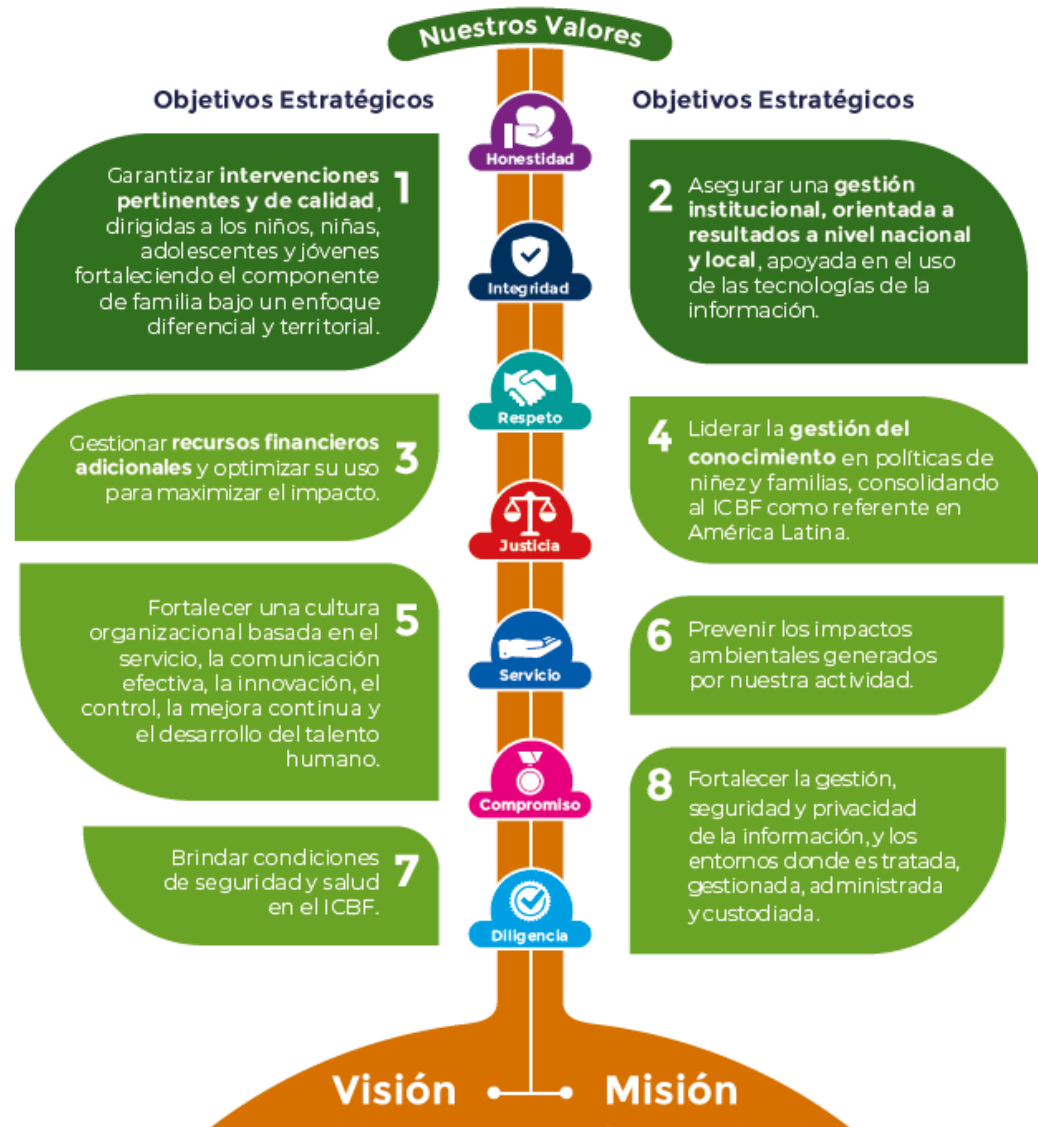 Nuestros Valores
Objetivos Estratégicos
Objetivos Estratégicos
Honestidad
1
Garantizar intervenciones
pertinentes y de calidad,
dirigidas a los niños, niñas,
adolescentes y jóvenes
fortaleciendo el componente
de familia bajo un enfoque
diferencial y territorial.
2
Asegurar una gestión
institucional, orientada a
resultados a nivel nacional
y local, apoyada en el uso
de las tecnologías de la
información.
Integridad
Respeto
3
Gestionar recursos financieros
adicionales y optimizar su uso
para maximizar el impacto.
4
Liderar la gestión del
conocimiento en políticas de
niñez y familias, consolidando
al ICBF como referente en
América Latina.
Justicia
5
Fortalecer una cultura
organizacional basada en el
servicio, la comunicación
efectiva, la innovación, el
control, la mejora continua y
el desarrollo del talento
humano.
6
Prevenir los impactos
ambientales generados
por nuestra actividad.
Servicio
Compromiso
7
Brindar condiciones
de seguridad y salud
en el ICBF.
8
Fortalecer la gestión,
seguridad y privacidad
de la información, y los
entornos donde es tratada,
gestionada, administrada
y custodiada.
Diligencia
Visión
Misión